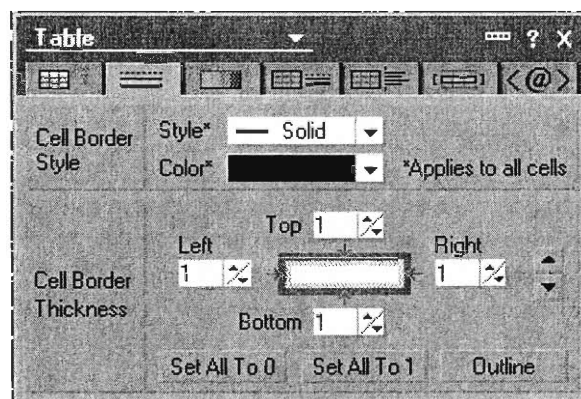 Table ? X
<@>
Cell Border Style Style* Solid
Color* *Applies to all cells
Top 1
Left Right
1 1
Cell Border Thickness
Bottom 1
Set All To 0 Set All To 1 Outline